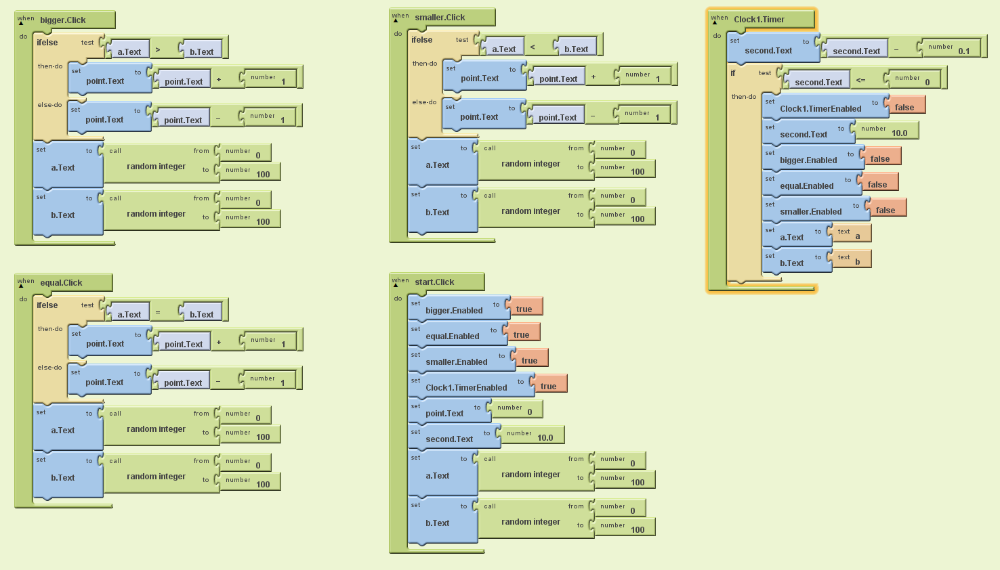 when bigger.Click
do
ifelse test a.Text > b.Text
then-do set point.Text to point.Text + number 1
else-do set point.Text to point.Text − number 1
set a.Text to call random integer from number 0
to number 100
set b.Text to call random integer from number 0
to number 100
when smaller.Click
do
ifelse test a.Text < b.Text
then-do set point.Text to point.Text + number 1
else-do set point.Text to point.Text − number 1
set a.Text to call random integer from number 0
to number 100
set b.Text to call random integer from number 0
to number 100
when Clock1.Timer
do
set second.Text to second.Text − number 0.1
if test second.Text <= number 0
then-do set Clock1.TimerEnabled to false
set second.Text to number 10.0
set bigger.Enabled to false
set equal.Enabled to false
set smaller.Enabled to false
set a.Text to text a
set b.Text to text b
when equal.Click
do
ifelse test a.Text = b.Text
then-do set point.Text to point.Text + number 1
else-do set point.Text to point.Text − number 1
set a.Text to call random integer from number 0
to number 100
set b.Text to call random integer from number 0
to number 100
when start.Click
do
set bigger.Enabled to true
set equal.Enabled to true
set smaller.Enabled to true
set Clock1.TimerEnabled to true
set point.Text to number 0
set second.Text to number 10.0
set a.Text to call random integer from number 0
to number 100
set b.Text to call random integer from number 0
to number 100